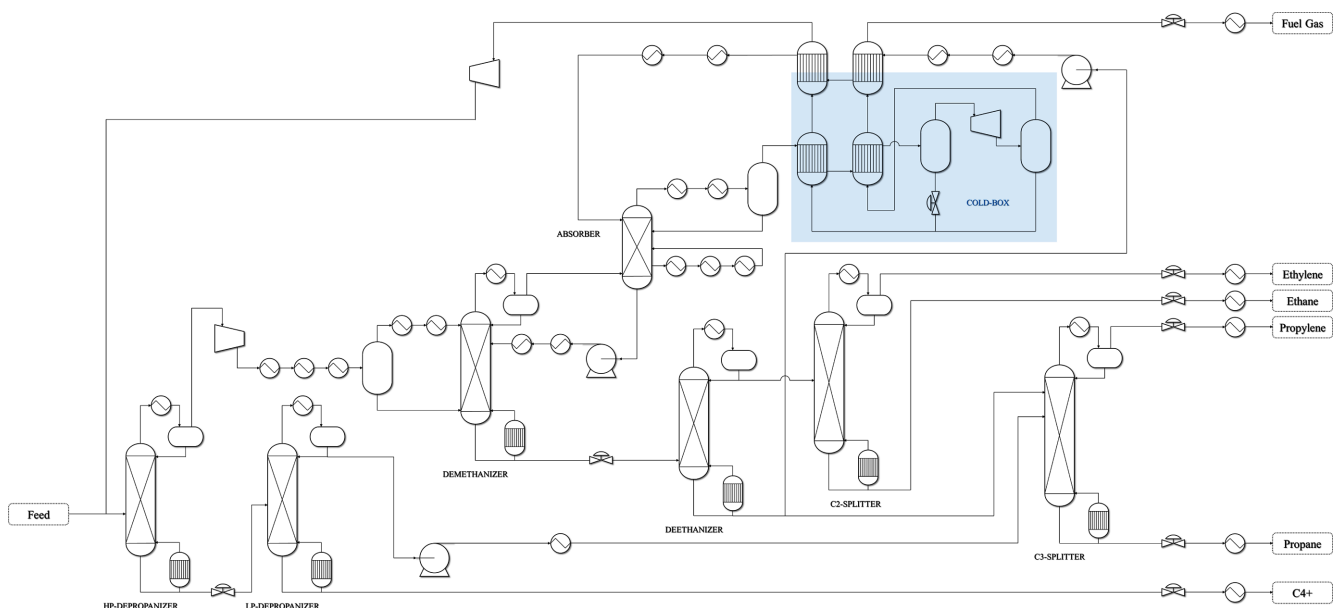 Fuel Gas
COLD-BOX
ABSORBER
Ethylene
Ethane
Propylene
DEMETHANIZER
C2-SPLITTER
Feed
DEETHANIZER
C3-SPLITTER
Propane
C4+
HP-DEPROPANIZER
LP-DEPROPANIZER